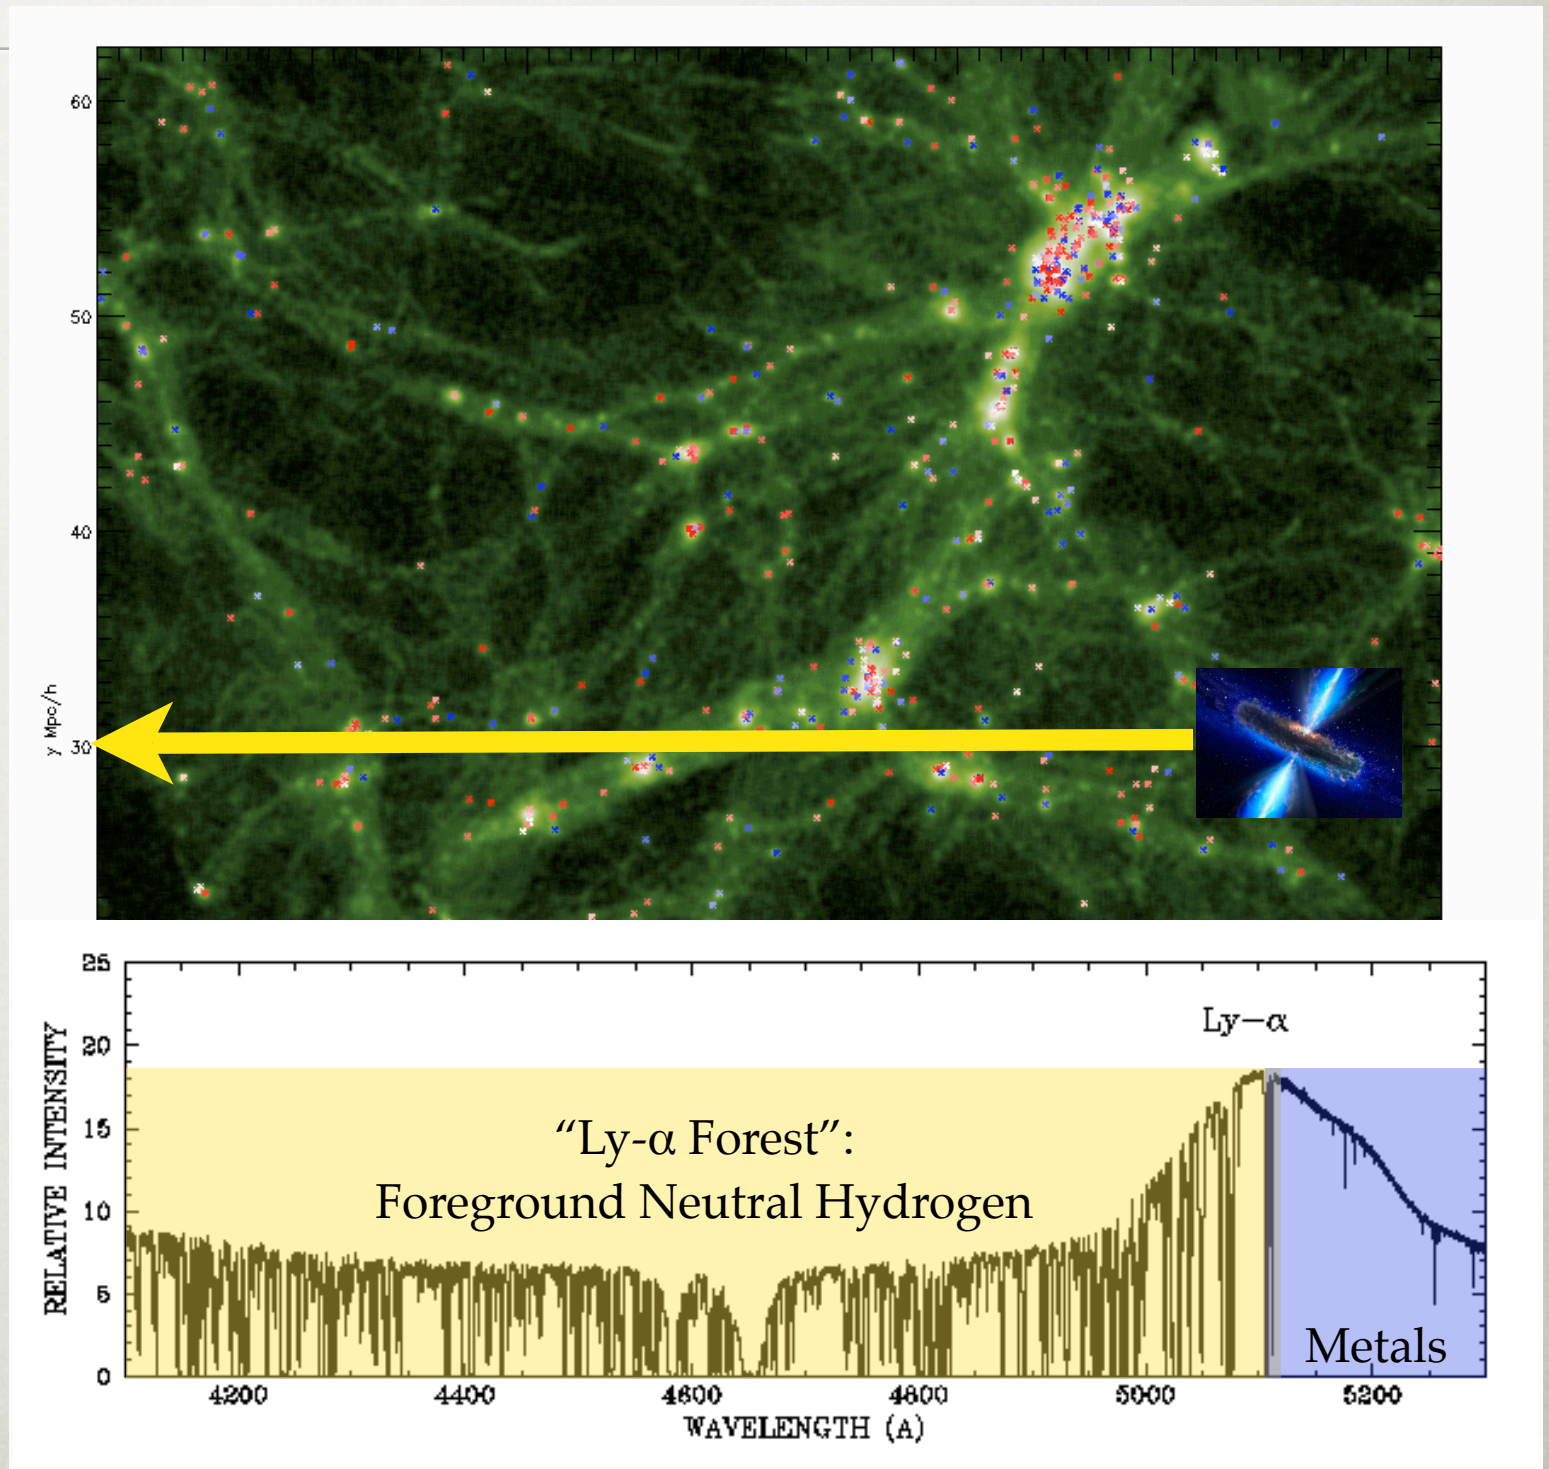 60
50
40
y Mpc/h
30
25
Ly-α
20
RELATIVE INTENSITY
15
"Ly-α Forest":
Foreground Neutral Hydrogen
10
5
Metals
0
4200 4400 4600 4800 5000 5200
WAVELENGTH (A)